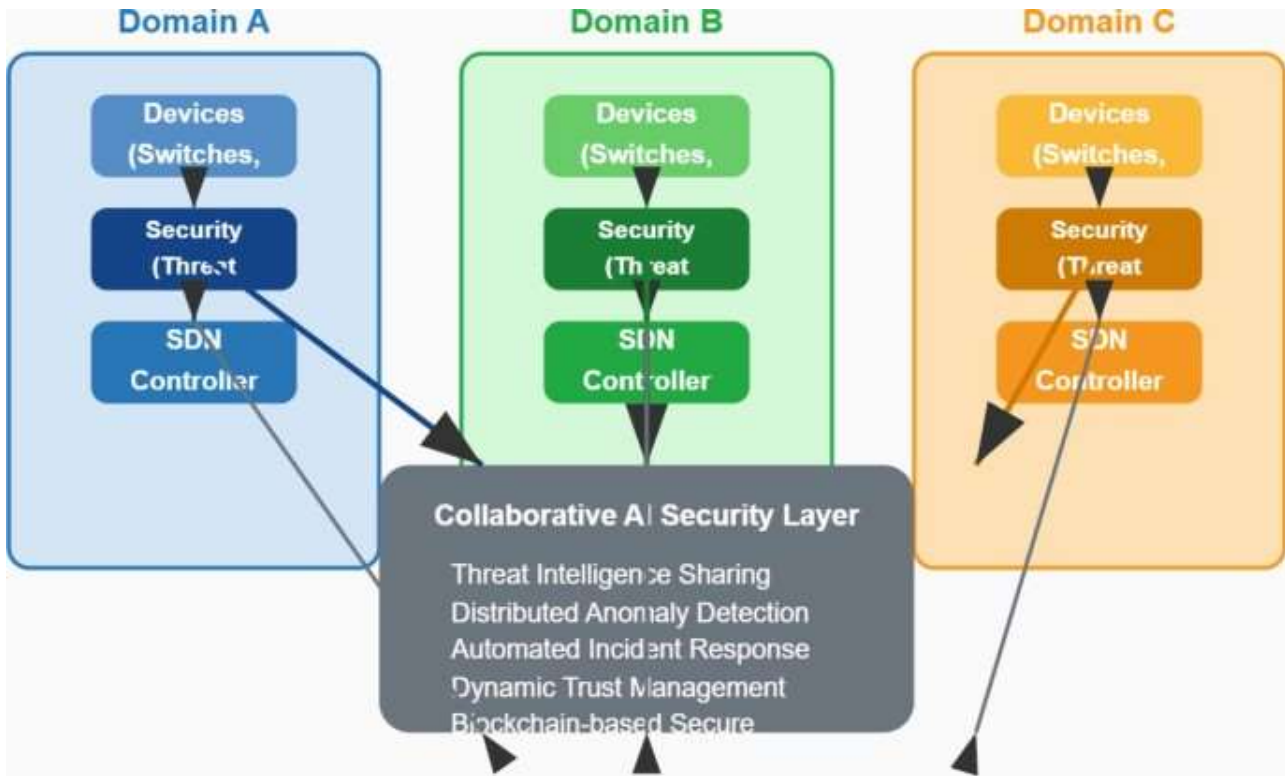 Domain A
Domain B
Domain C
Devices
(Switches,
Security
(Threat
SDN
Controller
Devices
(Switches,
Security
(Threat
SDN
Controller
Devices
(Switches,
Security
(Threat
SDN
Controller
Collaborative AI Security Layer
Threat Intelligence Sharing
Distributed Anomaly Detection
Automated Incident Response
Dynamic Trust Management
Blockchain-based Secure